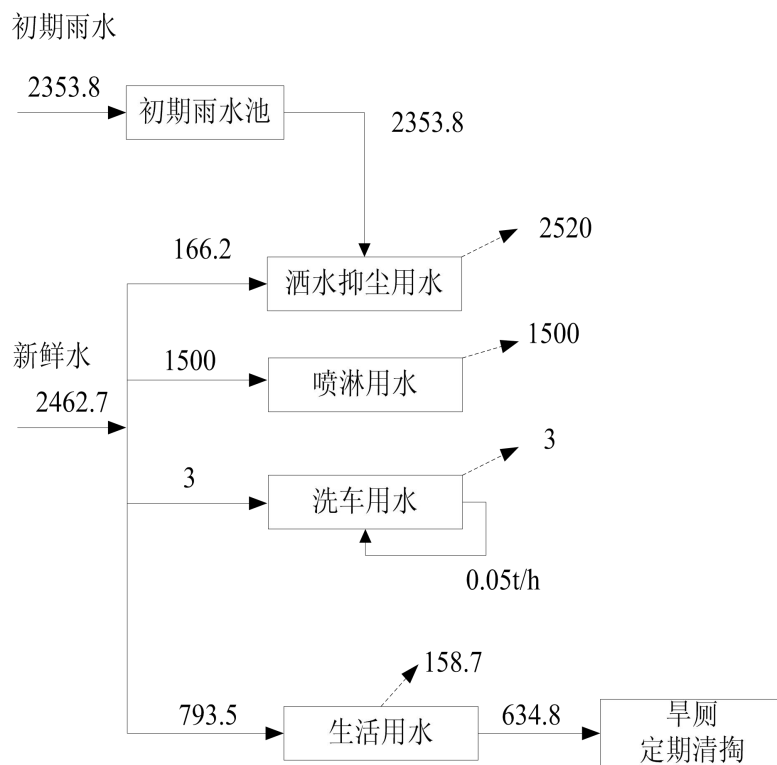 初期雨水
2353.8
初期雨水池
2353.8
2520
166.2
洒水抑尘用水
新鲜水
1500
1500
喷淋用水
2462.7
3
3
洗车用水
0.05t/h
158.7
793.5
生活用水
634.8
旱厕
定期清掏